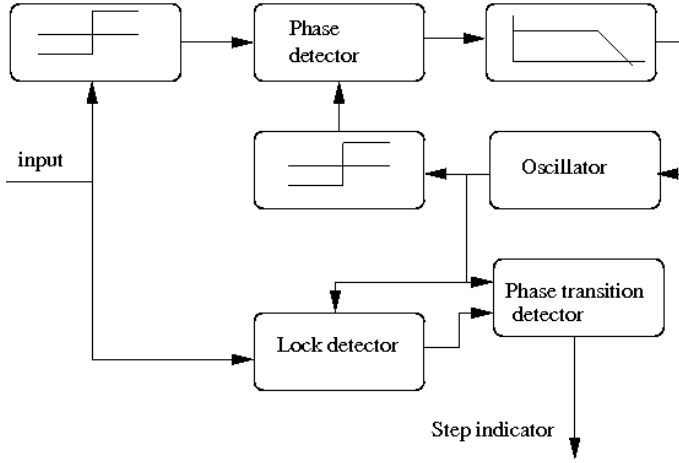 Phase
detector
input
Oscillator
Phase transition
detector
Lock detector
Step indicator